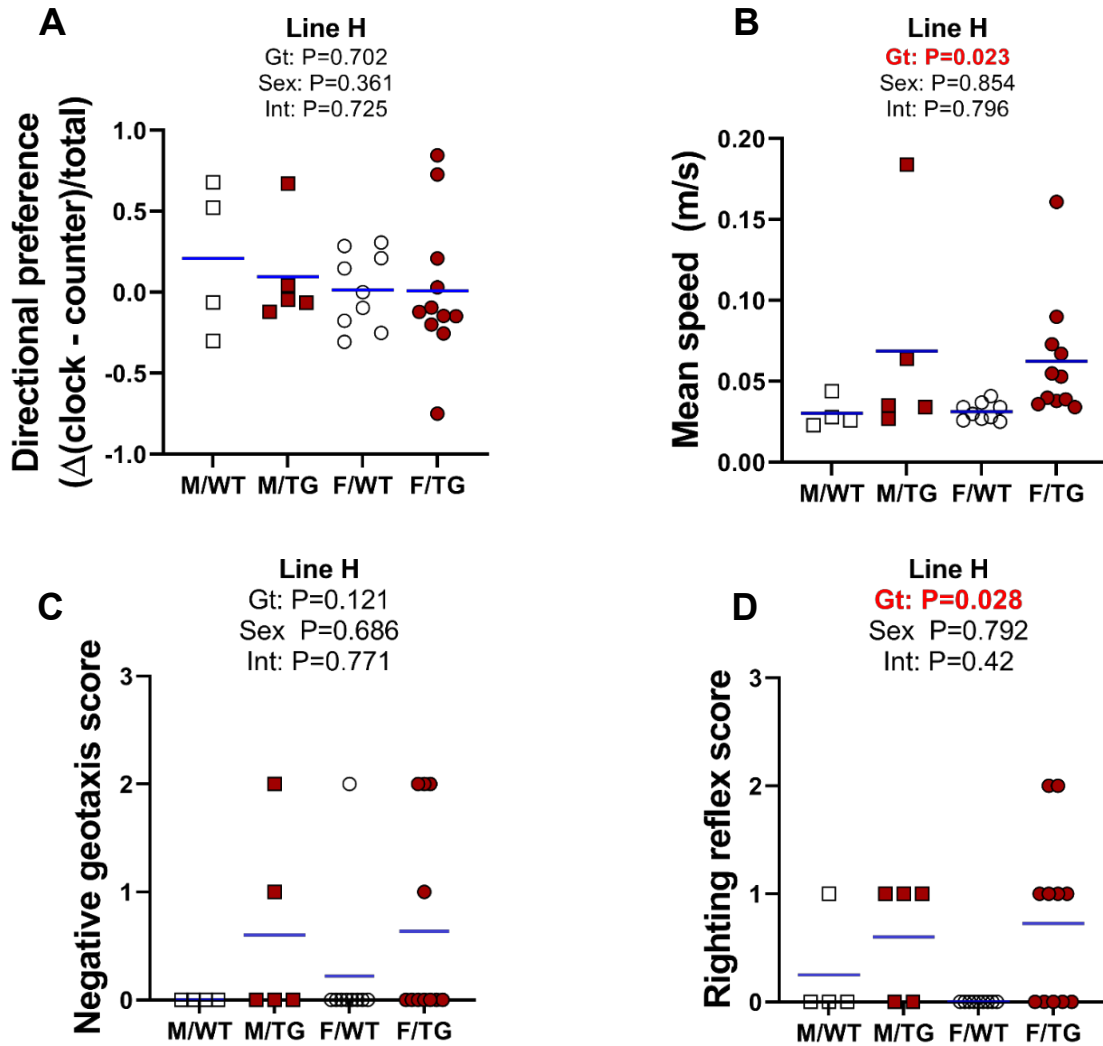 A
Line H
Gt: P=0.702
Sex: P=0.361
Int: P=0.725
Directional preference
(Δ(clock - counter)/total)
1.0
0.5
0.0
-0.5
-1.0
M/WT M/TG F/WT F/TG
B
Line H
Gt: P=0.023
Sex: P=0.854
Int: P=0.796
Mean speed (m/s)
0.20
0.15
0.10
0.05
0.00
M/WT M/TG F/WT F/TG
C
Line H
Gt: P=0.121
Sex P=0.686
Int: P=0.771
Negative geotaxis score
3
2
1
0
M/WT M/TG F/WT F/TG
D
Line H
Gt: P=0.028
Sex P=0.792
Int: P=0.42
Righting reflex score
3
2
1
0
M/WT M/TG F/WT F/TG